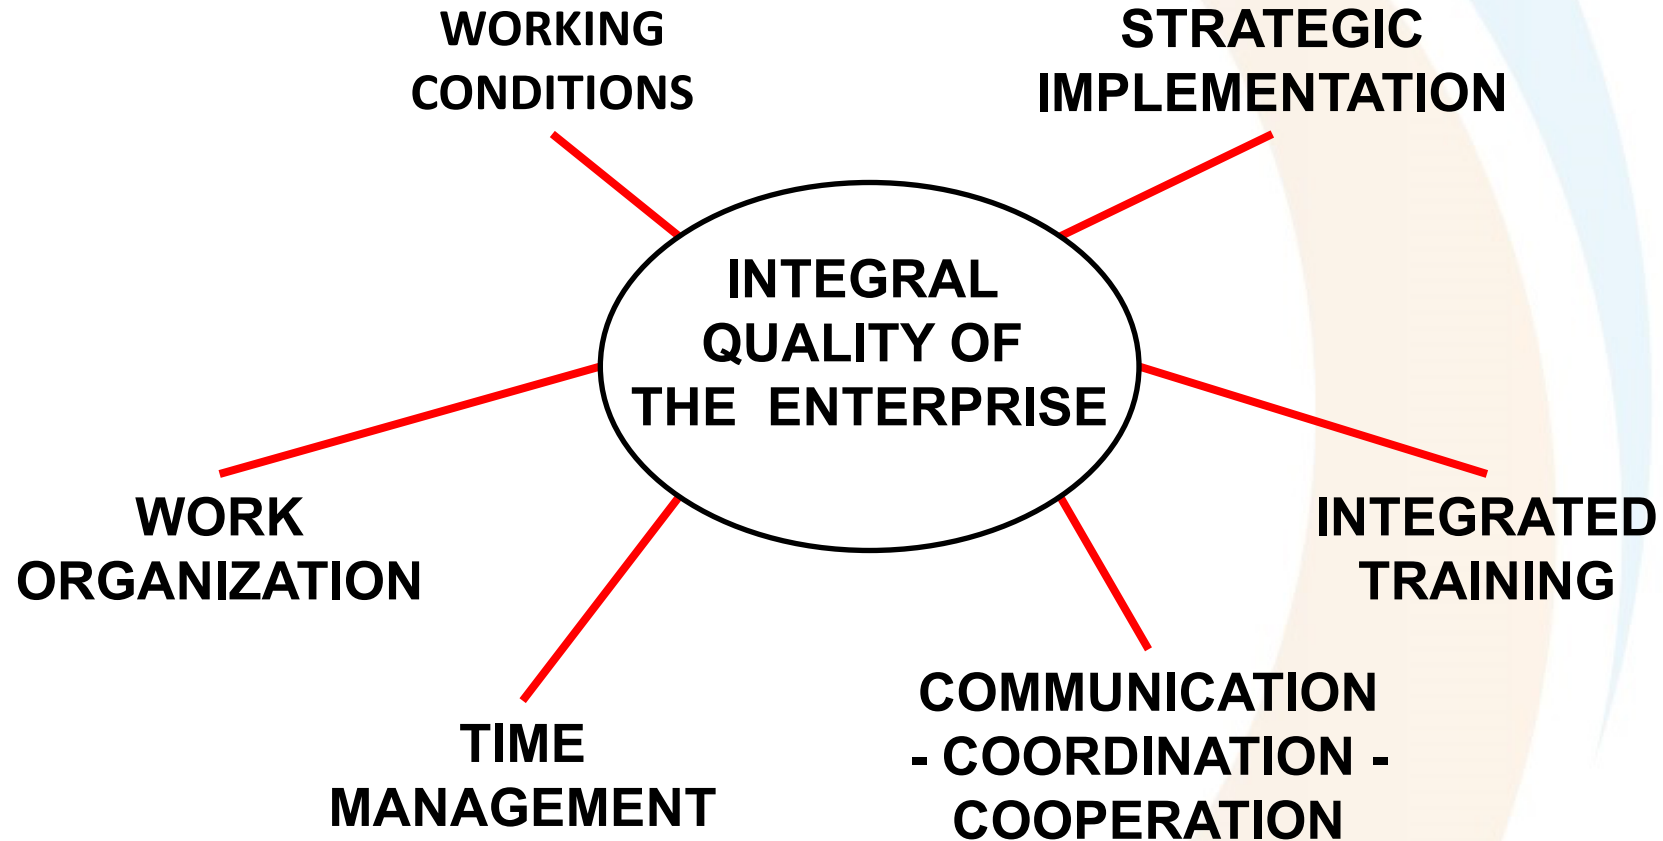 WORKING
CONDITIONS
STRATEGIC
IMPLEMENTATION
INTEGRAL
QUALITY OF
THE ENTERPRISE
WORK
ORGANIZATION
INTEGRATED
TRAINING
TIME
MANAGEMENT
COMMUNICATION
- COORDINATION -
COOPERATION